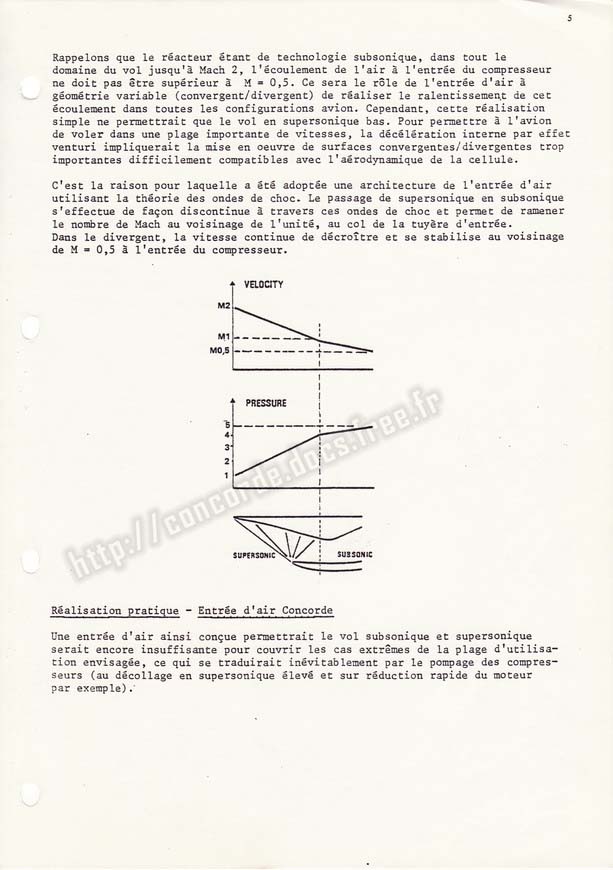 5
Rappelons que le réacteur étant de technologie subsonique, dans tout le
domaine du vol jusqu'à Mach 2, l'écoulement de l'air à l'entrée du compresseur
ne doit pas être supérieur à M = 0,5. Ce sera le rôle de l'entrée d'air à
géométrie variable (convergent/divergent) de réaliser le ralentissement de cet
écoulement dans toutes les configurations avion. Cependant, cette réalisation
simple ne permettrait que le vol en supersonique bas. Pour permettre à l'avion
de voler dans une plage importante de vitesses, la décélération interne par effet
venturi impliquerait la mise en oeuvre de surfaces convergentes/divergentes trop
importantes difficilement compatibles avec l'aérodynamique de la cellule.
C'est la raison pour laquelle a été adoptée une architecture de l'entrée d'air
utilisant la théorie des ondes de choc. Le passage de supersonique en subsonique
s'effectue de façon discontinue à travers ces ondes de choc et permet de ramener
le nombre de Mach au voisinage de l'unité, au col de la tuyère d'entrée.
Dans le divergent, la vitesse continue de décroître et se stabilise au voisinage
de M = 0,5 à l'entrée du compresseur.
VELOCITY
M2
M1
M0,5
PRESSURE
5
4
3
2
1
SUPERSONIC SUBSONIC
http://concorde.docs.free.fr
Réalisation pratique - Entrée d'air Concorde
Une entrée d'air ainsi conçue permettrait le vol subsonique et supersonique
serait encore insuffisante pour couvrir les cas extrêmes de la plage d'utilisa-
tion envisagée, ce qui se traduirait inévitablement par le pompage des compres-
seurs (au décollage en supersonique élevé et sur réduction rapide du moteur
par exemple).